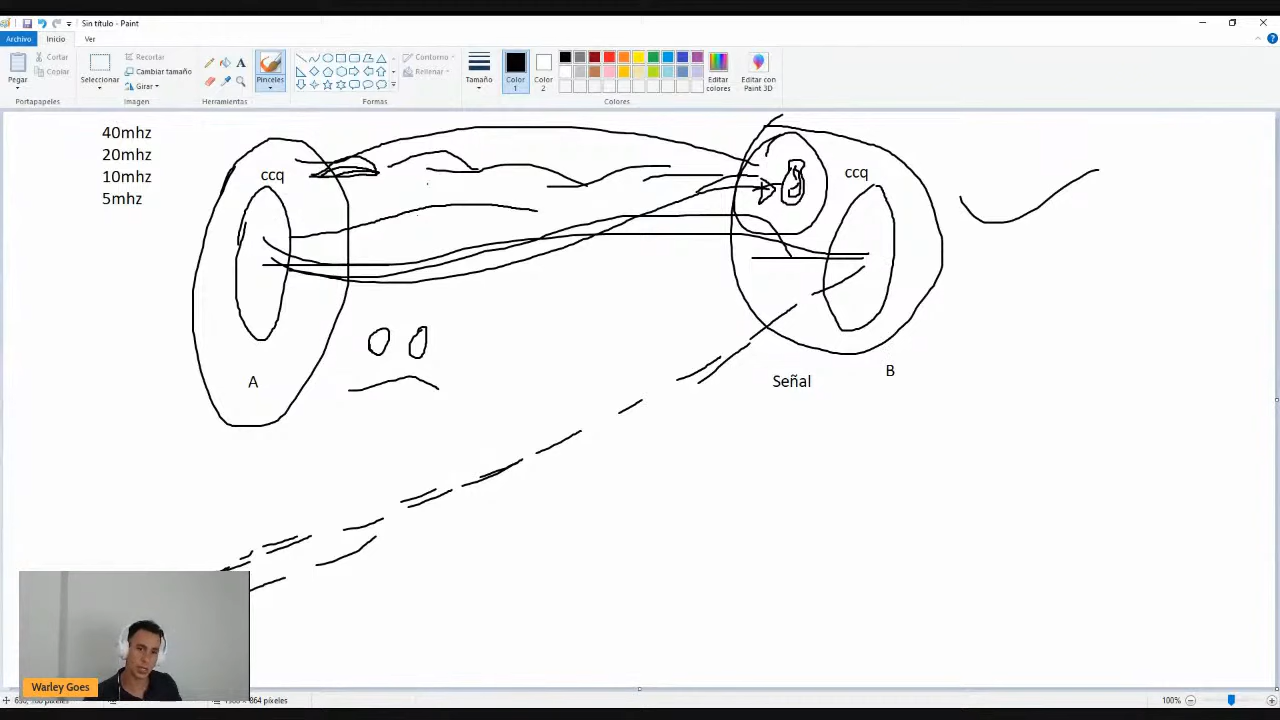 Sin título - Paint
Archivo Inicio Ver
Pegar
Cortar
Copiar
Portapapeles
Seleccionar
Recortar
Cambiar tamaño
Girar
Imagen
A
Herramientas
Pinceles
Contorno
Rellenar
Formas
Tamaño
Color 1
Color 2
Editar colores
Editar con Paint 3D
Colores
40mhz
20mhz
10mhz
5mhz
ccq
ccq
A
Señal
B
Warley Goes
100%